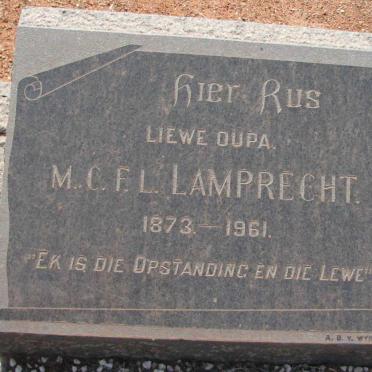 Hier Rus
LIEWE OUPA.
M.C.F.L. LAMPRECHT.
1873.—1961.
"EK IS DIE OPSTANDING EN DIE LEWE"